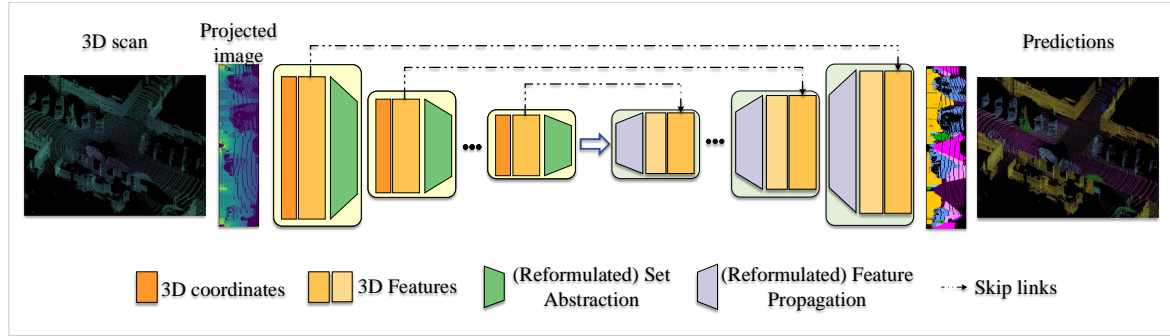 3D scan
Projected
image
Predictions
3D coordinates
3D Features
(Reformulated) Set
Abstraction
(Reformulated) Feature
Propagation
Skip links